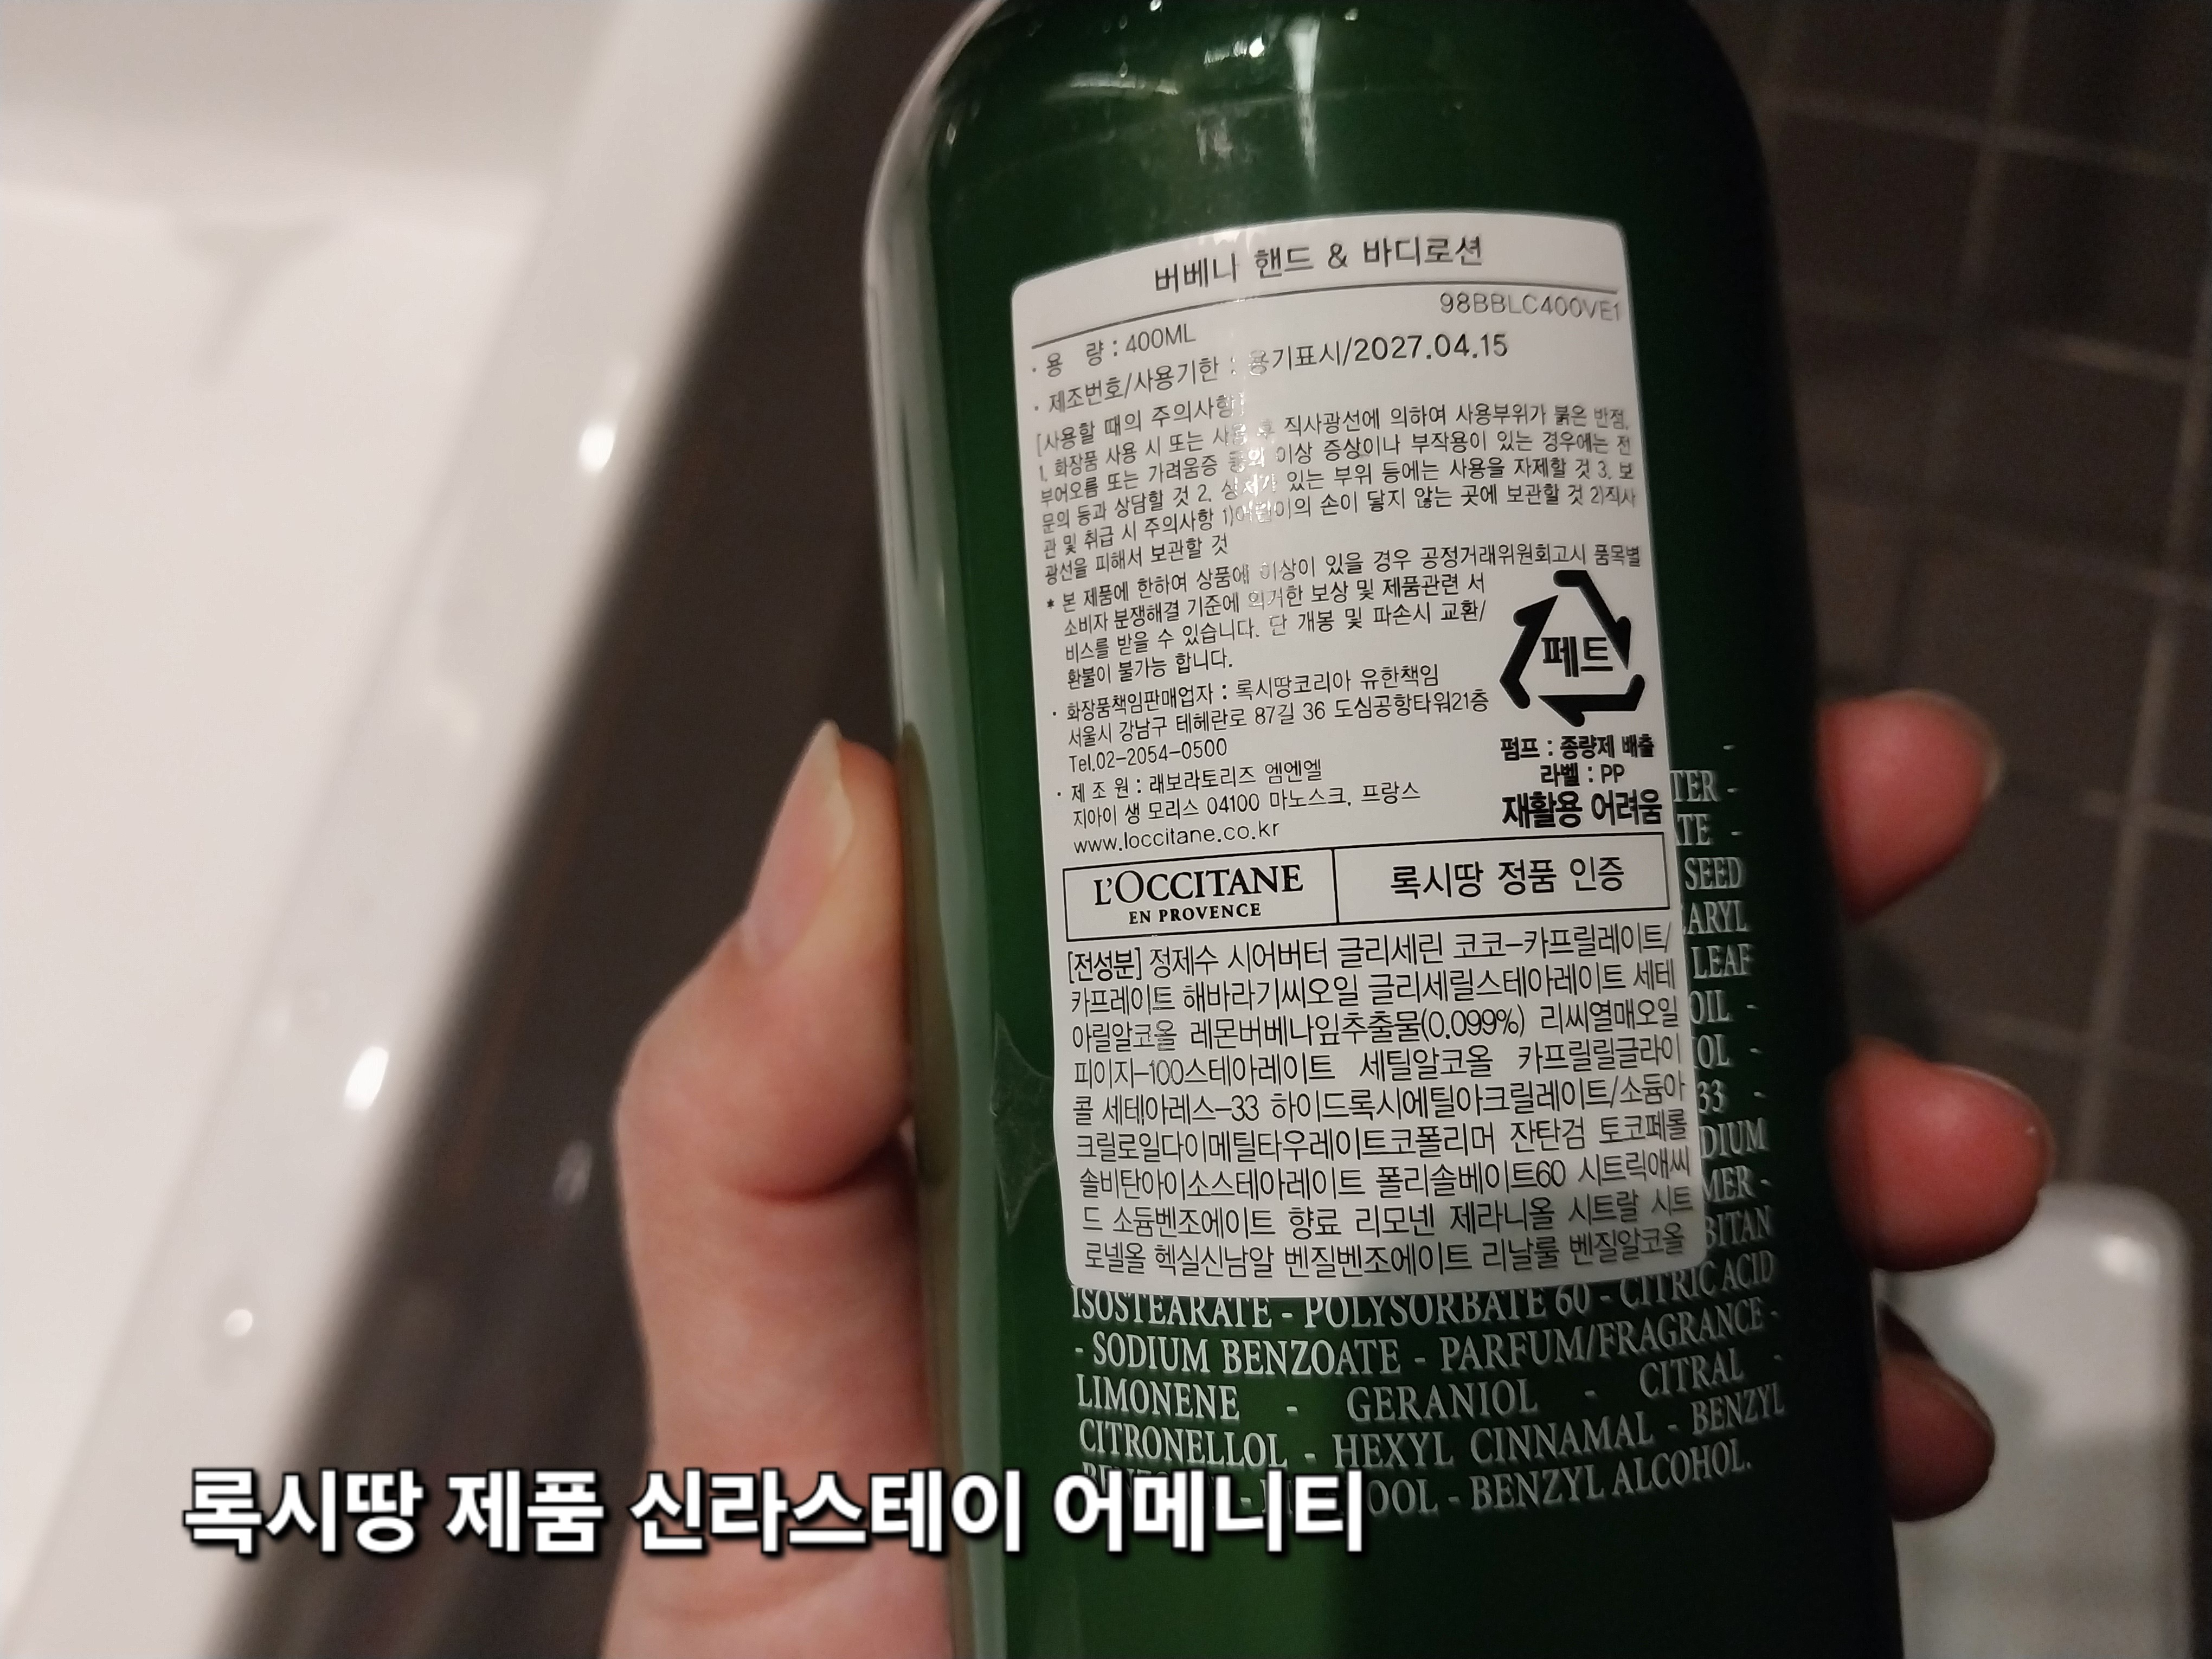 버베나 핸드 & 바디로션
98BBLC400VE1
· 용 량 : 400ML
· 제조번호/사용기한 : 용기표시/2027.04.15
[사용할 때의 주의사항]
1. 화장품 사용 시 또는 사용 후 직사광선에 의하여 사용부위가 붉은 반점,
부어오름 또는 가려움증 등의 이상 증상이나 부작용이 있는 경우에는 전
문의 등과 상담할 것 2. 상처가 있는 부위 등에는 사용을 자제할 것 3. 보
관 및 취급 시 주의사항 1)어린이의 손이 닿지 않는 곳에 보관할 것 2)직사
광선을 피해서 보관할 것
* 본 제품에 한하여 상품에 이상이 있을 경우 공정거래위원회고시 품목별
소비자 분쟁해결 기준에 의거한 보상 및 제품관련 서
비스를 받을 수 있습니다. 단 개봉 및 파손시 교환/
환불이 불가능 합니다.
· 화장품책임판매업자 : 록시땅코리아 유한책임
서울시 강남구 테헤란로 87길 36 도심공항타워21층
Tel.02-2054-0500
· 제 조 원 : 래보라토리즈 엠엔엘
지아이 생 모리스 04100 마노스크, 프랑스
www.loccitane.co.kr
페트
펌프 : 종량제 배출
라벨 : PP
재활용 어려움
L'OCCITANE
EN PROVENCE
록시땅 정품 인증
[전성분] 정제수 시어버터 글리세린 코코-카프릴레이트/
카프레이트 해바라기씨오일 글리세릴스테아레이트 세테
아릴알코올 레몬버베나잎추출물(0.099%) 리씨열매오일
피이지-100스테아레이트 세틸알코올 카프릴릴글라이
콜 세테아레스-33 하이드록시에틸아크릴레이트/소듐아
크릴로일다이메틸타우레이트코폴리머 잔탄검 토코페롤
솔비탄아이소스테아레이트 폴리솔베이트60 시트릭애씨
드 소듐벤조에이트 향료 리모넨 제라니올 시트랄 시트
로넬올 헥실신남알 벤질벤조에이트 리날룰 벤질알코올
TER -
ATE -
SEED
ARYL
LEAF
OIL -
OL -
33 -
DIUM
MER -
BITAN
ISOSTEARATE - POLYSORBATE 60 - CITRIC ACID
- SODIUM BENZOATE - PARFUM/FRAGRANCE -
LIMONENE - GERANIOL - CITRAL -
CITRONELLOL - HEXYL CINNAMAL - BENZYL
OOL - BENZYL ALCOHOL.
록시땅 제품 신라스테이 어메니티